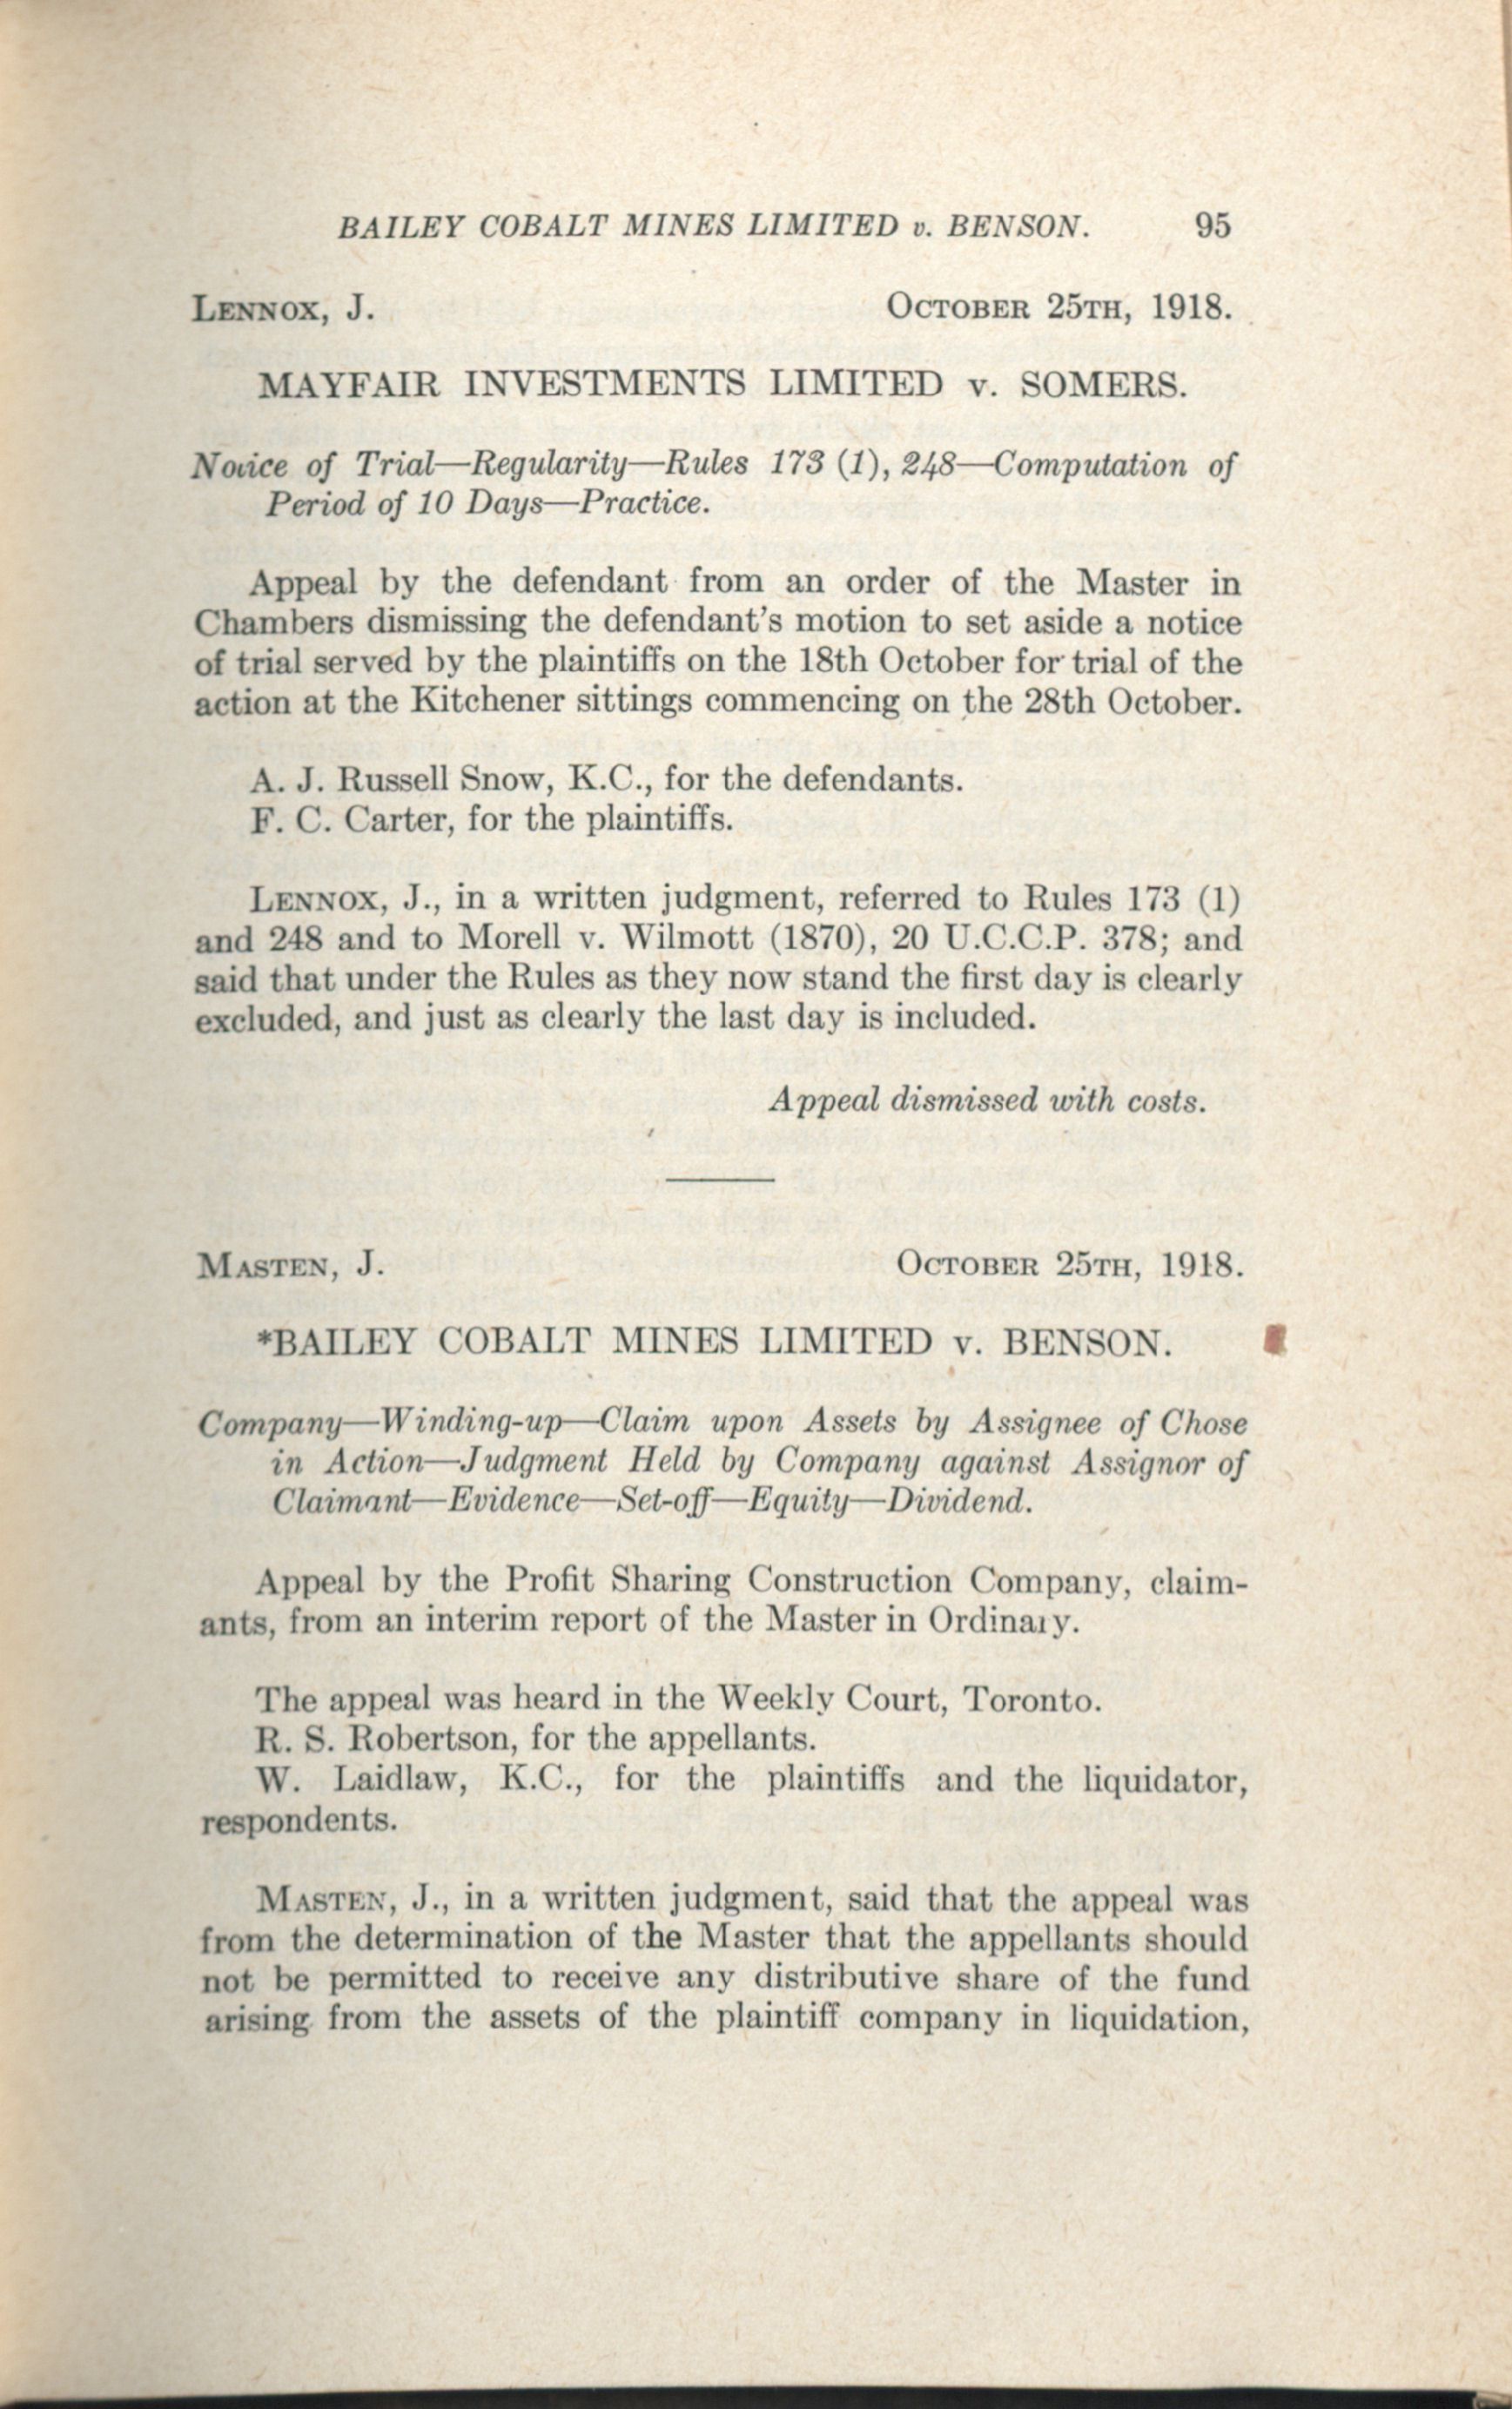 BAILEY COBALT MINES LIMITED v. BENSON. 95
LENNOX, J. OCTOBER 25TH, 1918.
MAYFAIR INVESTMENTS LIMITED v. SOMERS.
Notice of Trial—Regularity—Rules 173 (1), 248—Computation of
Period of 10 Days—Practice.
Appeal by the defendant from an order of the Master in
Chambers dismissing the defendant's motion to set aside a notice
of trial served by the plaintiffs on the 18th October for trial of the
action at the Kitchener sittings commencing on the 28th October.
A. J. Russell Snow, K.C., for the defendants.
F. C. Carter, for the plaintiffs.
LENNOX, J., in a written judgment, referred to Rules 173 (1)
and 248 and to Morell v. Wilmott (1870), 20 U.C.C.P. 378; and
said that under the Rules as they now stand the first day is clearly
excluded, and just as clearly the last day is included.
Appeal dismissed with costs.
MASTEN, J. OCTOBER 25TH, 1918.
*BAILEY COBALT MINES LIMITED v. BENSON.
Company—Winding-up—Claim upon Assets by Assignee of Chose
in Action—Judgment Held by Company against Assignor of
Claimant—Evidence—Set-off—Equity—Dividend.
Appeal by the Profit Sharing Construction Company, claim-
ants, from an interim report of the Master in Ordinary.
The appeal was heard in the Weekly Court, Toronto.
R. S. Robertson, for the appellants.
W. Laidlaw, K.C., for the plaintiffs and the liquidator,
respondents.
MASTEN, J., in a written judgment, said that the appeal was
from the determination of the Master that the appellants should
not be permitted to receive any distributive share of the fund
arising from the assets of the plaintiff company in liquidation,